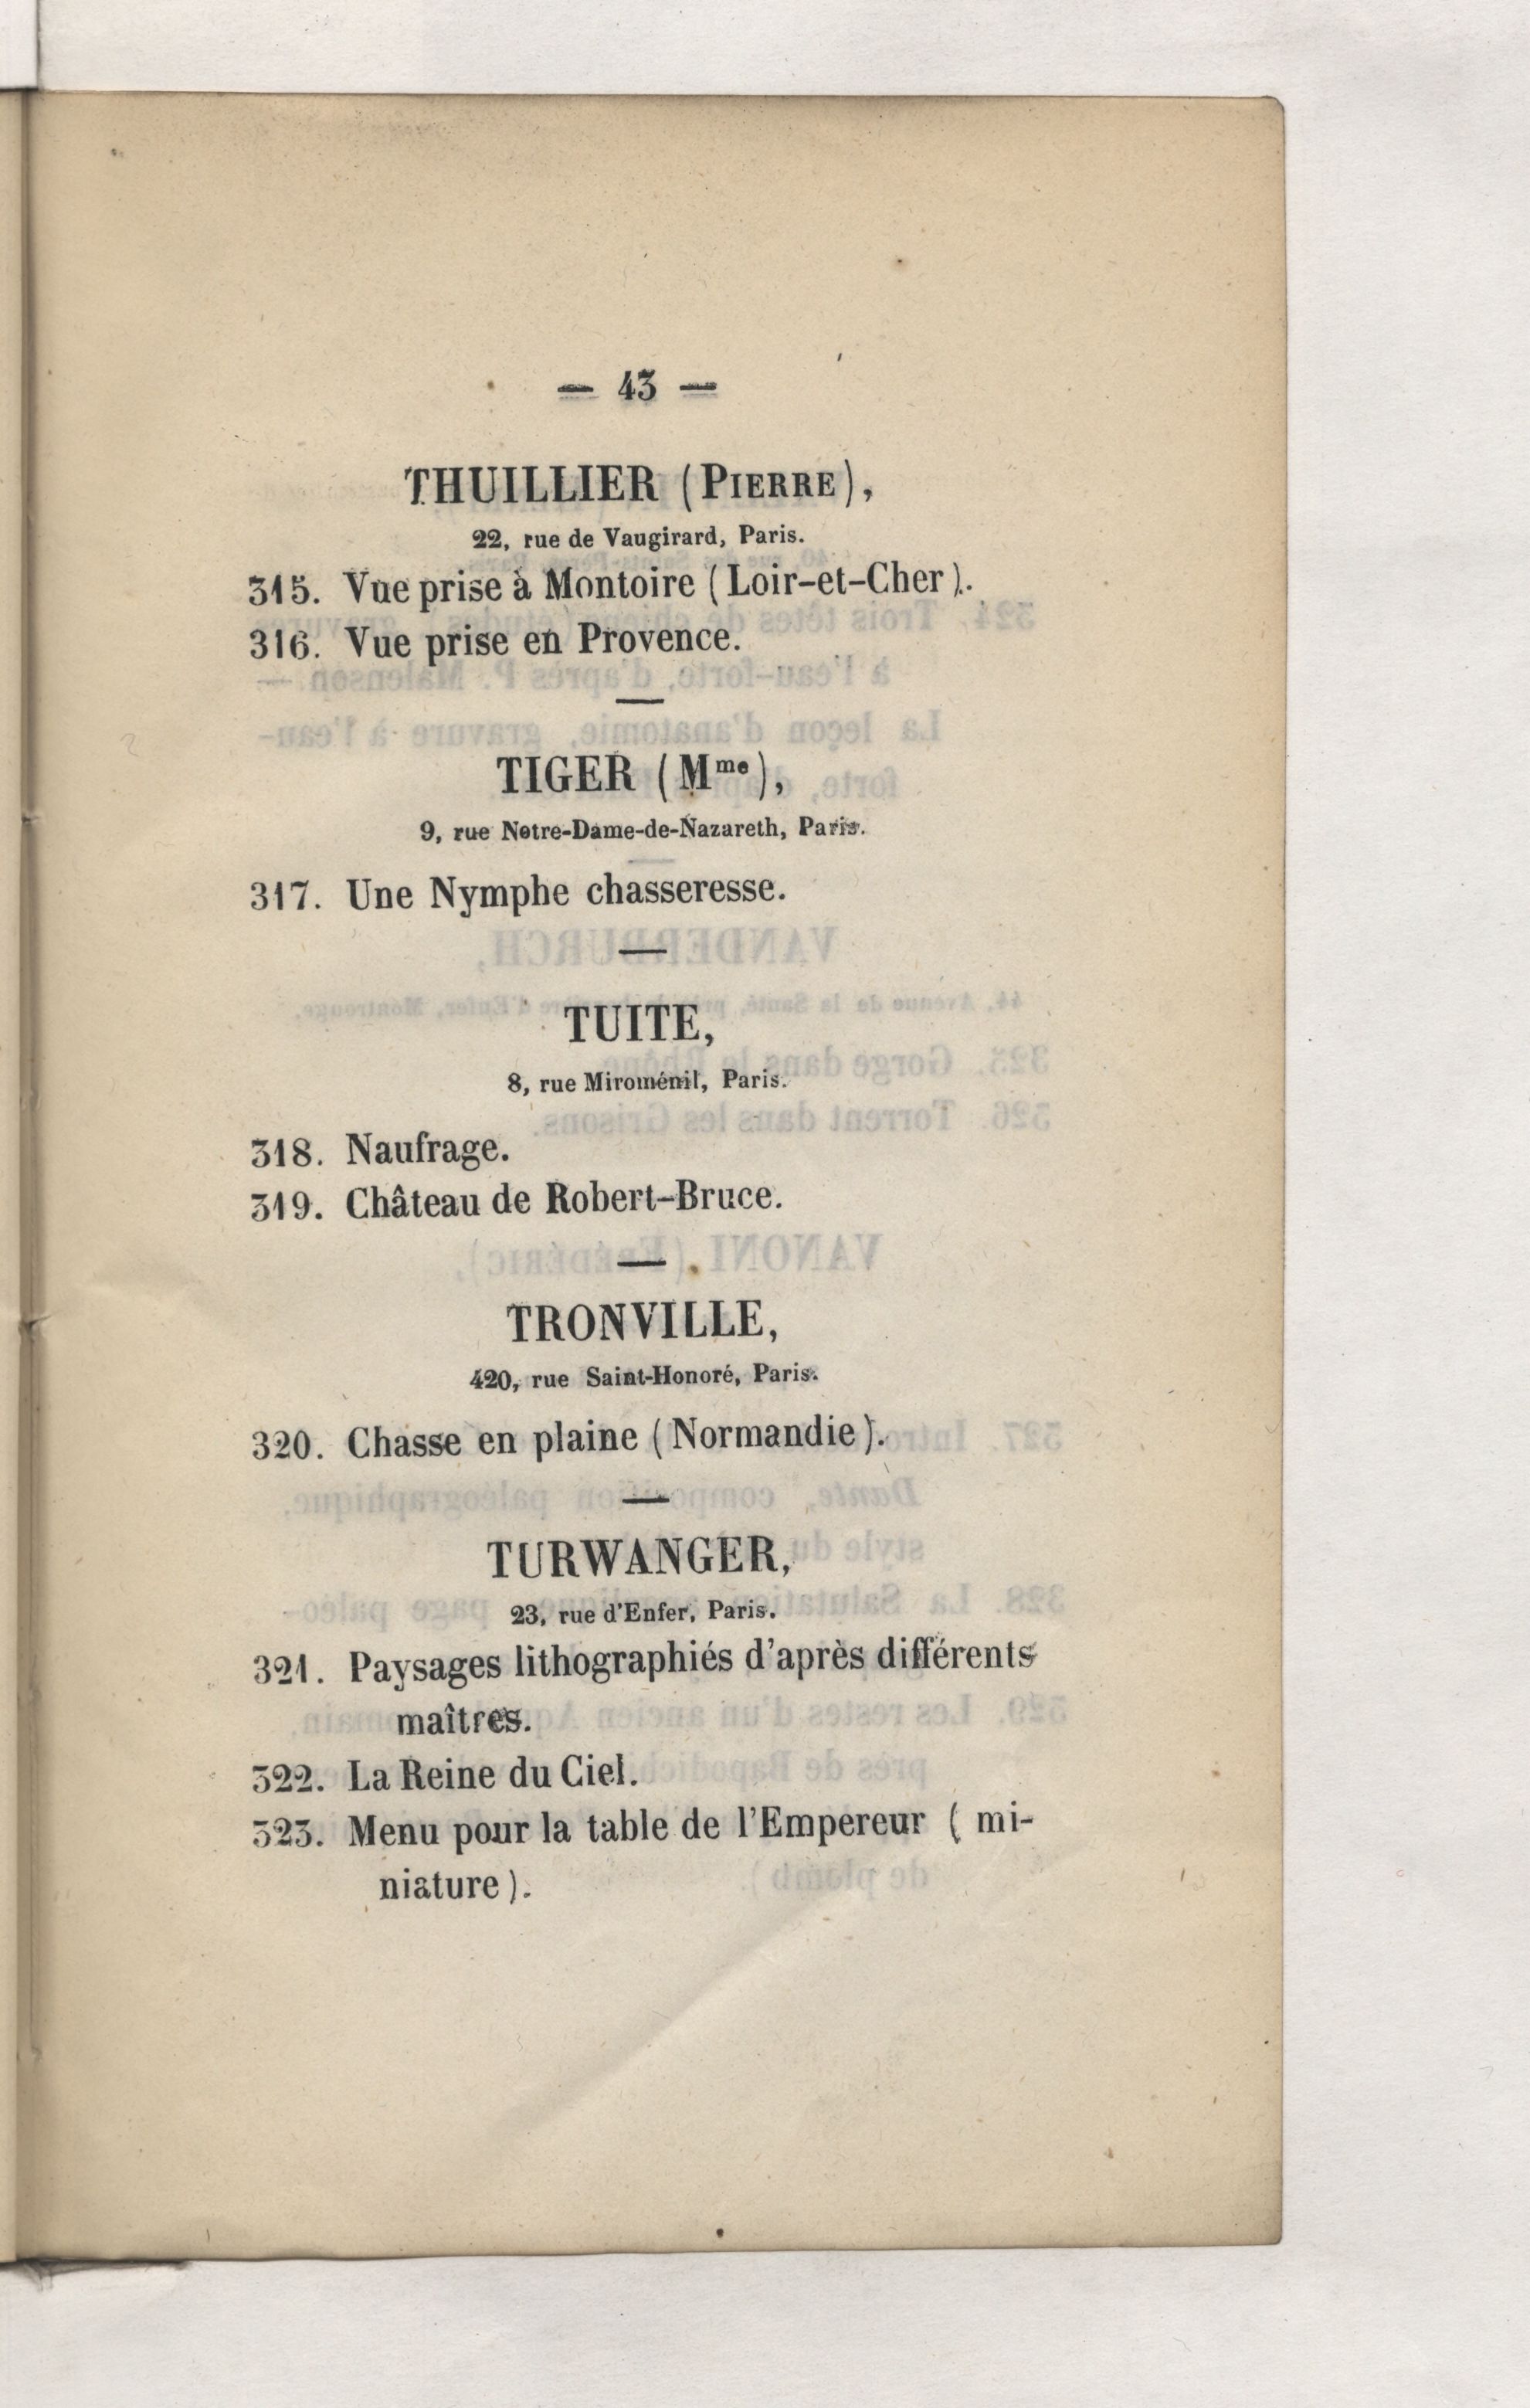 — 43 —
THUILLIER (PIERRE),
22, rue de Vaugirard, Paris.
315. Vue prise à Montoire (Loir-et-Cher).
316. Vue prise en Provence.
TIGER (Mme),
9, rue Notre-Dame-de-Nazareth, Paris.
317. Une Nymphe chasseresse.
TUITE,
8, rue Miroménil, Paris.
318. Naufrage.
319. Château de Robert-Bruce.
TRONVILLE,
420, rue Saint-Honoré, Paris.
320. Chasse en plaine (Normandie).
TURWANGER,
23, rue d'Enfer, Paris.
321. Paysages lithographiés d'après différents
maîtres.
322. La Reine du Ciel.
323. Menu pour la table de l'Empereur ( mi-
niature).